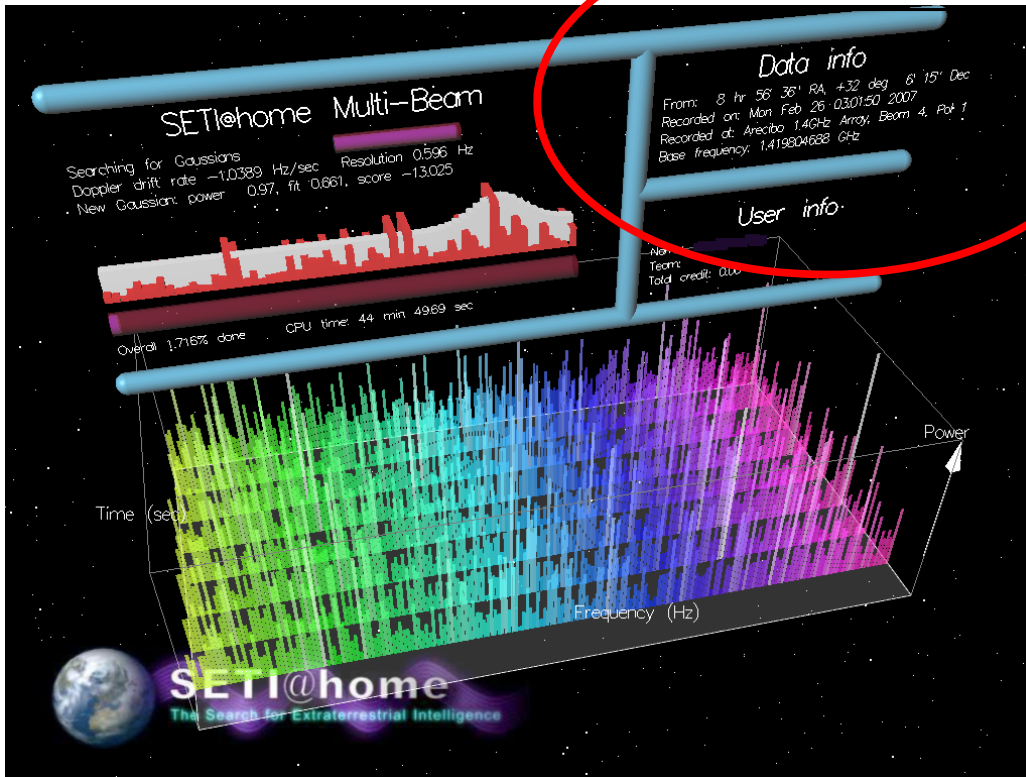 SETI@home Multi-Beam
Searching for Gaussians
Doppler drift rate -1.0389 Hz/sec Resolution 0.596 Hz
New Gaussian: power 0.97, fit 0.661, score -13.025
Overall 1.716% done CPU time: 44 min 49.69 sec
Data info
From: 8 hr 56' 36" RA, +32 deg 6' 15" Dec
Recorded on: Mon Feb 26 03:01:50 2007
Recorded at: Arecibo 1.4GHz Array, Beam 4, Pol 1
Base frequency: 1.419804688 GHz
User info
Team:
Total credit: 0.00
Power
Time (sec)
Frequency (Hz)
SETI@home
The Search for Extraterrestrial Intelligence